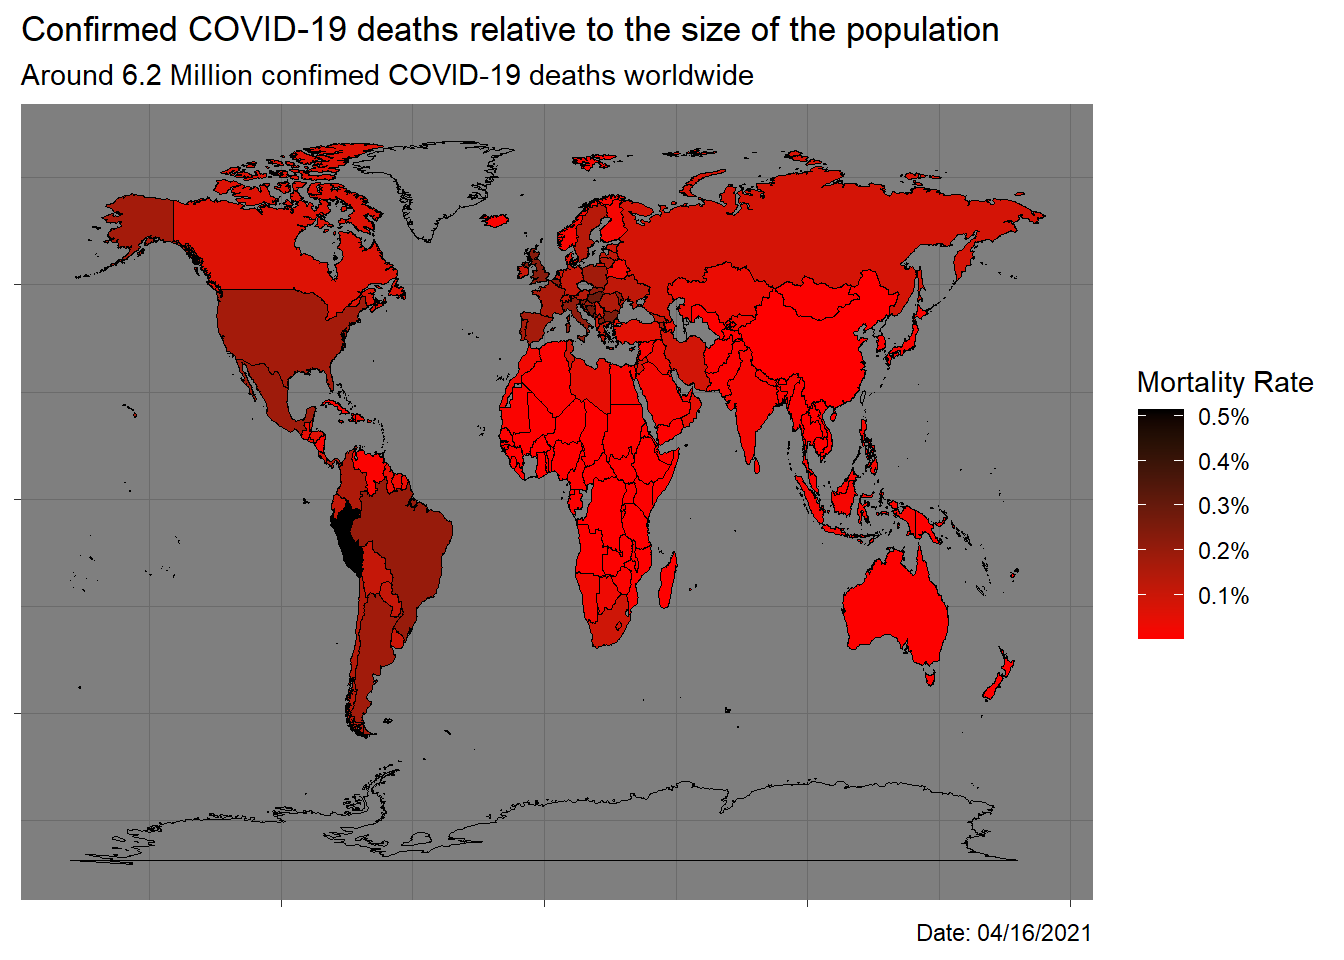 Confirmed COVID-19 deaths relative to the size of the population
Around 6.2 Million confimed COVID-19 deaths worldwide
Mortality Rate
0.5%
0.4%
0.3%
0.2%
0.1%
Date: 04/16/2021